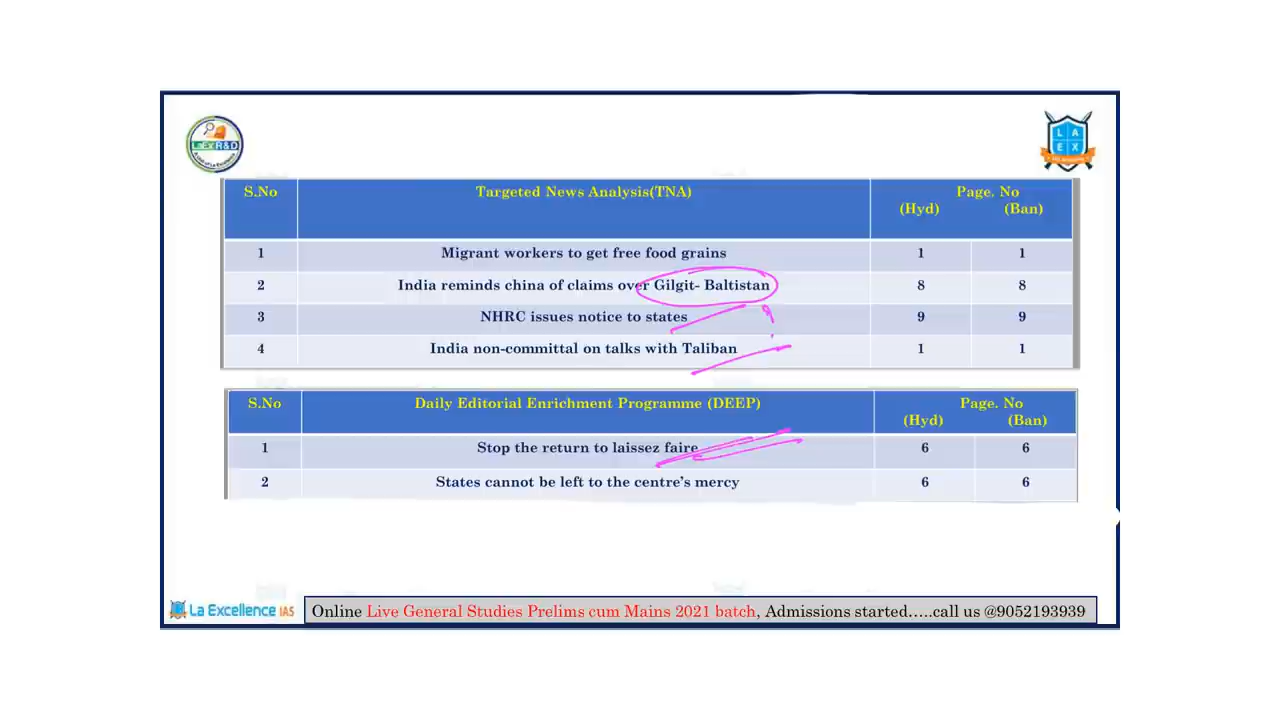 LaEx R&D
L A
E X
S.No Targeted News Analysis(TNA) Page. No
(Hyd) (Ban)
1 Migrant workers to get free food grains 1 1
2 India reminds china of claims over Gilgit- Baltistan 8 8
3 NHRC issues notice to states 9 9
4 India non-committal on talks with Taliban 1 1
S.No Daily Editorial Enrichment Programme (DEEP) Page. No
(Hyd) (Ban)
1 Stop the return to laissez faire 6 6
2 States cannot be left to the centre's mercy 6 6
La Excellence IAS
Online Live General Studies Prelims cum Mains 2021 batch, Admissions started.....call us @9052193939